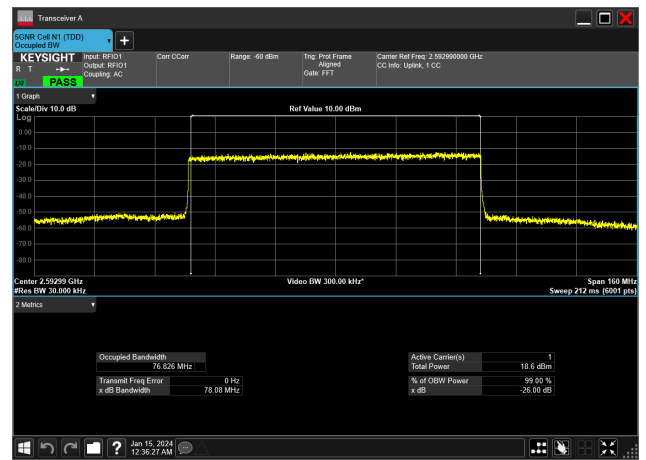 Transceiver A
5GNR Cell N1 (TDD)
Occupied BW
KEYSIGHT
R T
LW
PASS
Input: RFIO1
Output: RFIO1
Coupling: AC
Corr CCorr
Range: -60 dBm
Trig: Prot Frame
Aligned
Gate: FFT
Carrier Ref Freq: 2.592990000 GHz
CC Info: Uplink, 1 CC
1 Graph
Scale/Div 10.0 dB
Ref Value 10.00 dBm
Log
0.00
-10.0
-20.0
-30.0
-40.0
-50.0
-60.0
-70.0
-80.0
Center 2.59299 GHz
Video BW 300.00 kHz*
Span 160 MHz
#Res BW 30.000 kHz
Sweep 212 ms (6001 pts)
2 Metrics
Occupied Bandwidth
76.826 MHz
Active Carrier(s) 1
Total Power 18.6 dBm
Transmit Freq Error 0 Hz
x dB Bandwidth 78.08 MHz
% of OBW Power 99.00 %
x dB -26.00 dB
?
Jan 15, 2024
12:36:27 AM